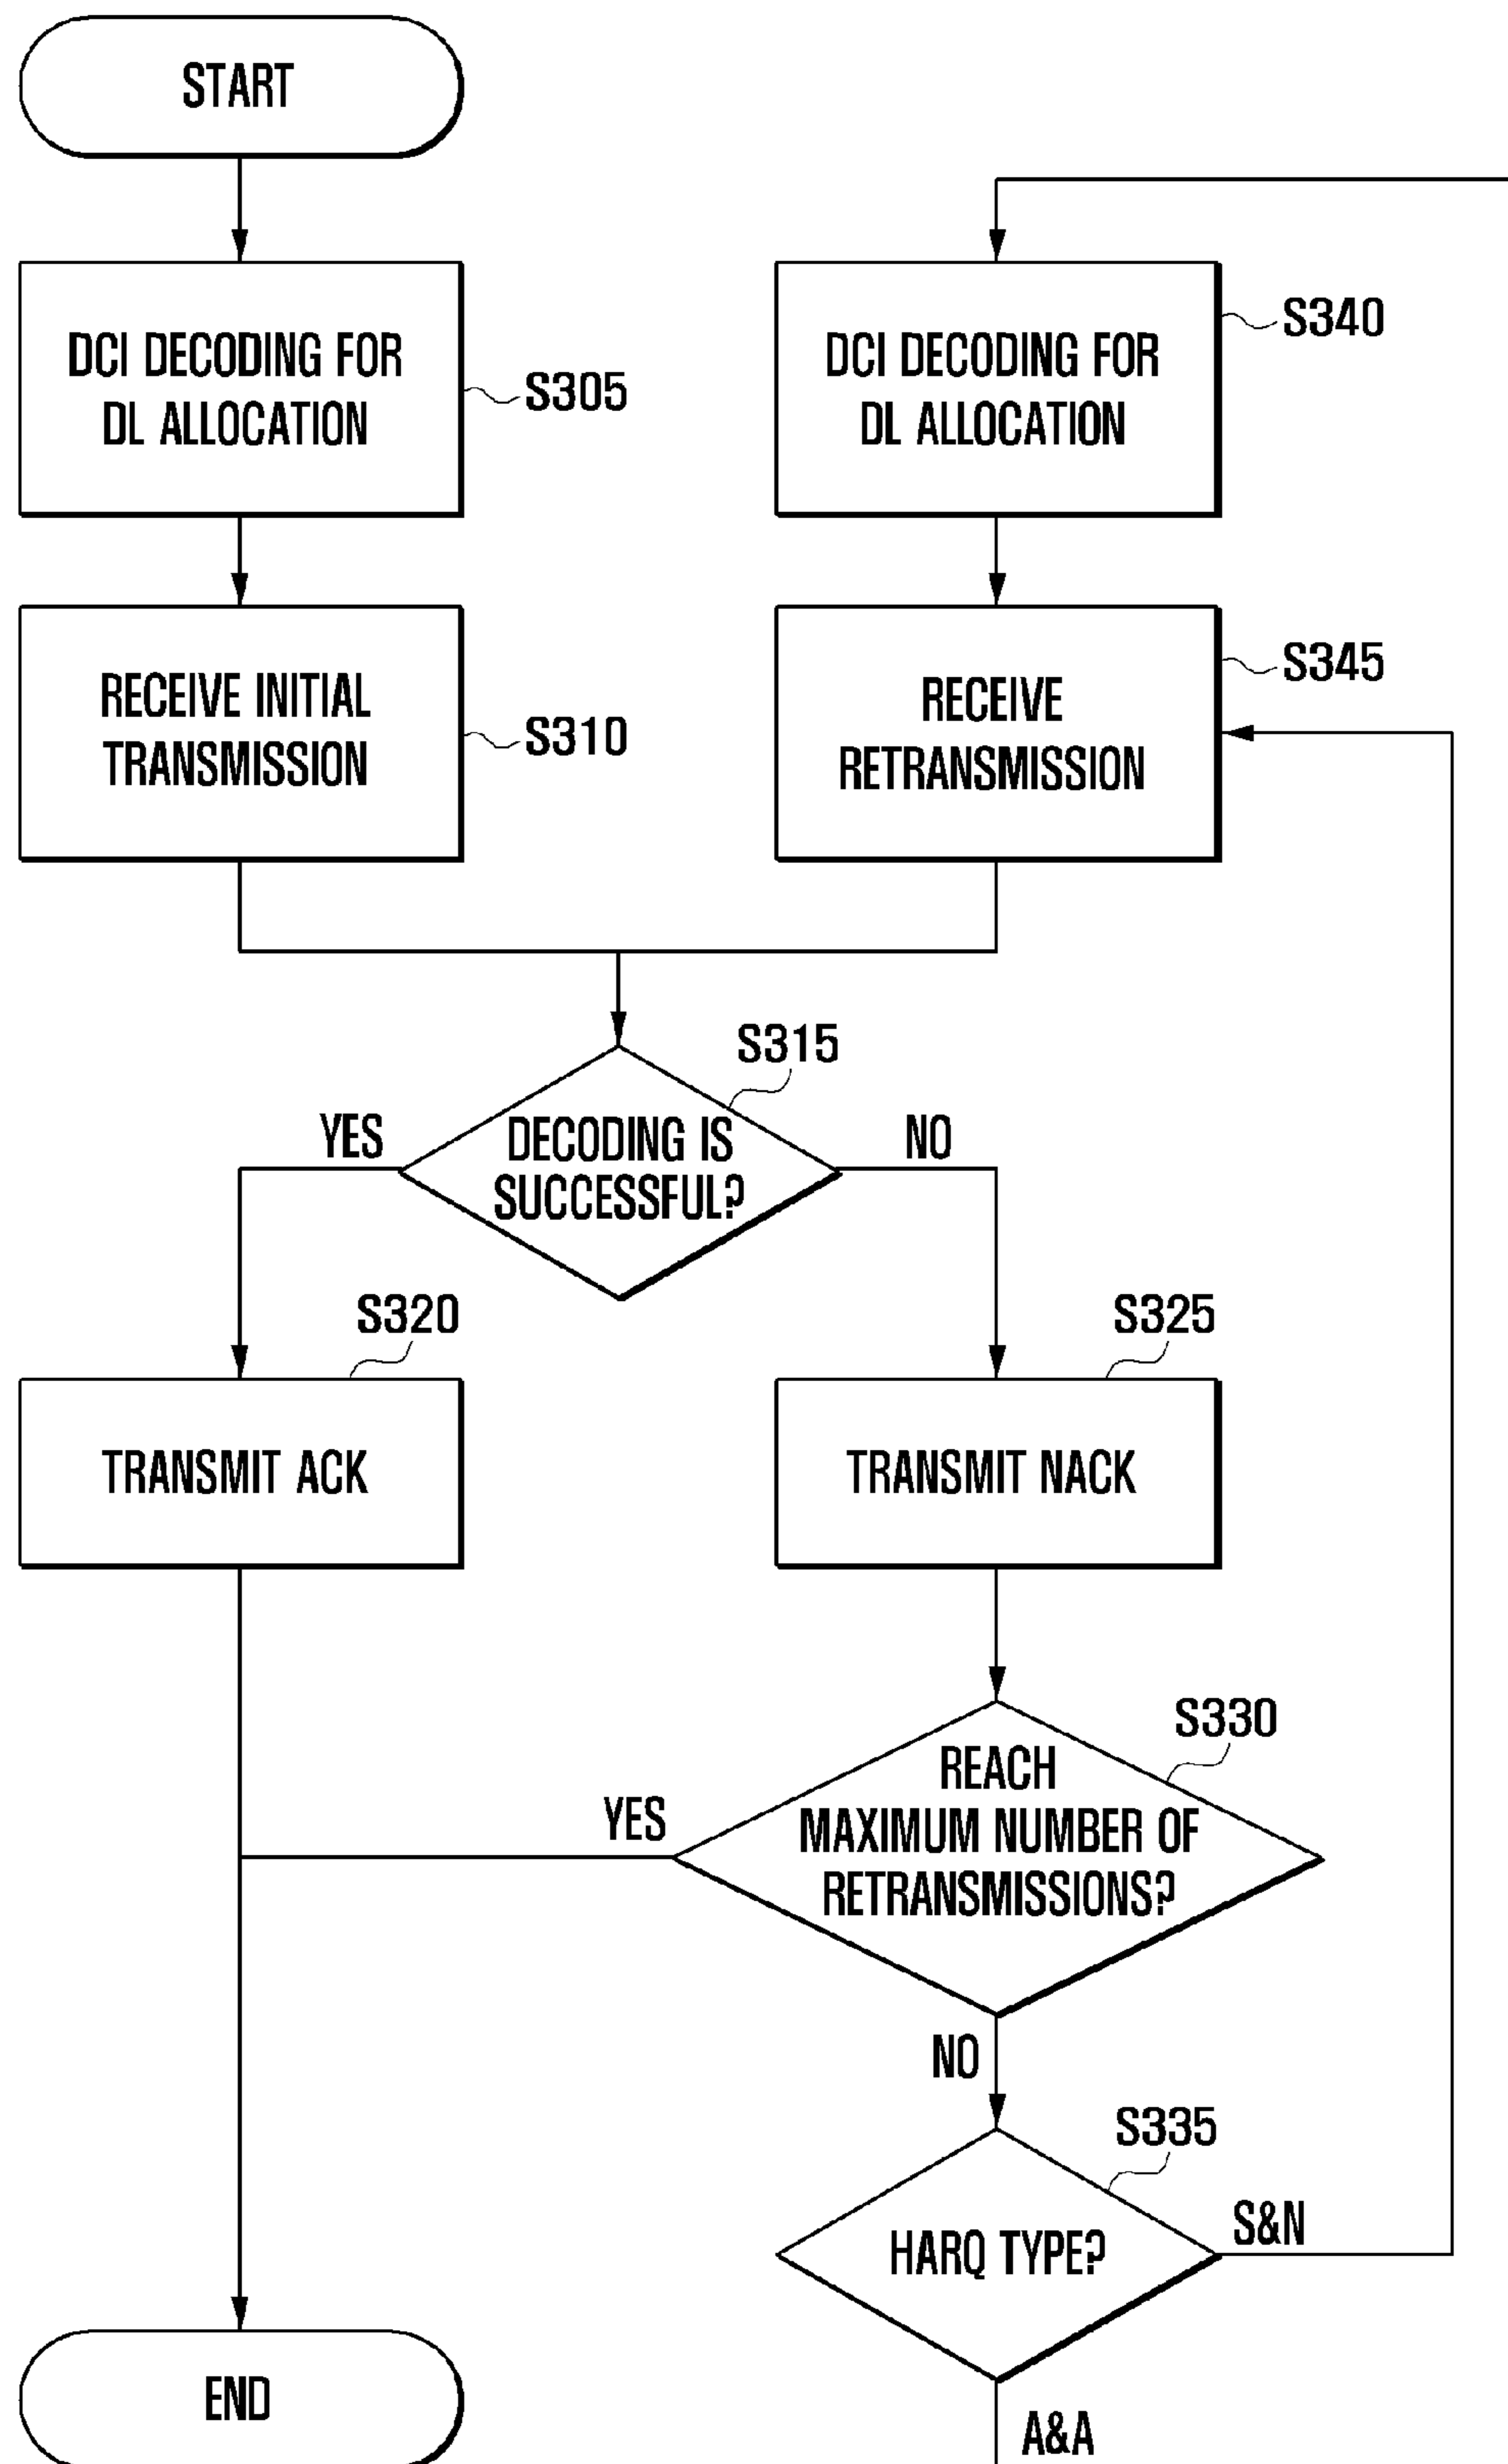 START
DCI DECODING FOR
DL ALLOCATION
S305
DCI DECODING FOR
DL ALLOCATION
S340
RECEIVE INITIAL
TRANSMISSION
S310
RECEIVE
RETRANSMISSION
S345
S315
DECODING IS
SUCCESSFUL?
YES
NO
S320
TRANSMIT ACK
S325
TRANSMIT NACK
S330
REACH
MAXIMUM NUMBER OF
RETRANSMISSIONS?
YES
NO
S335
HARQ TYPE?
S&N
A&A
END